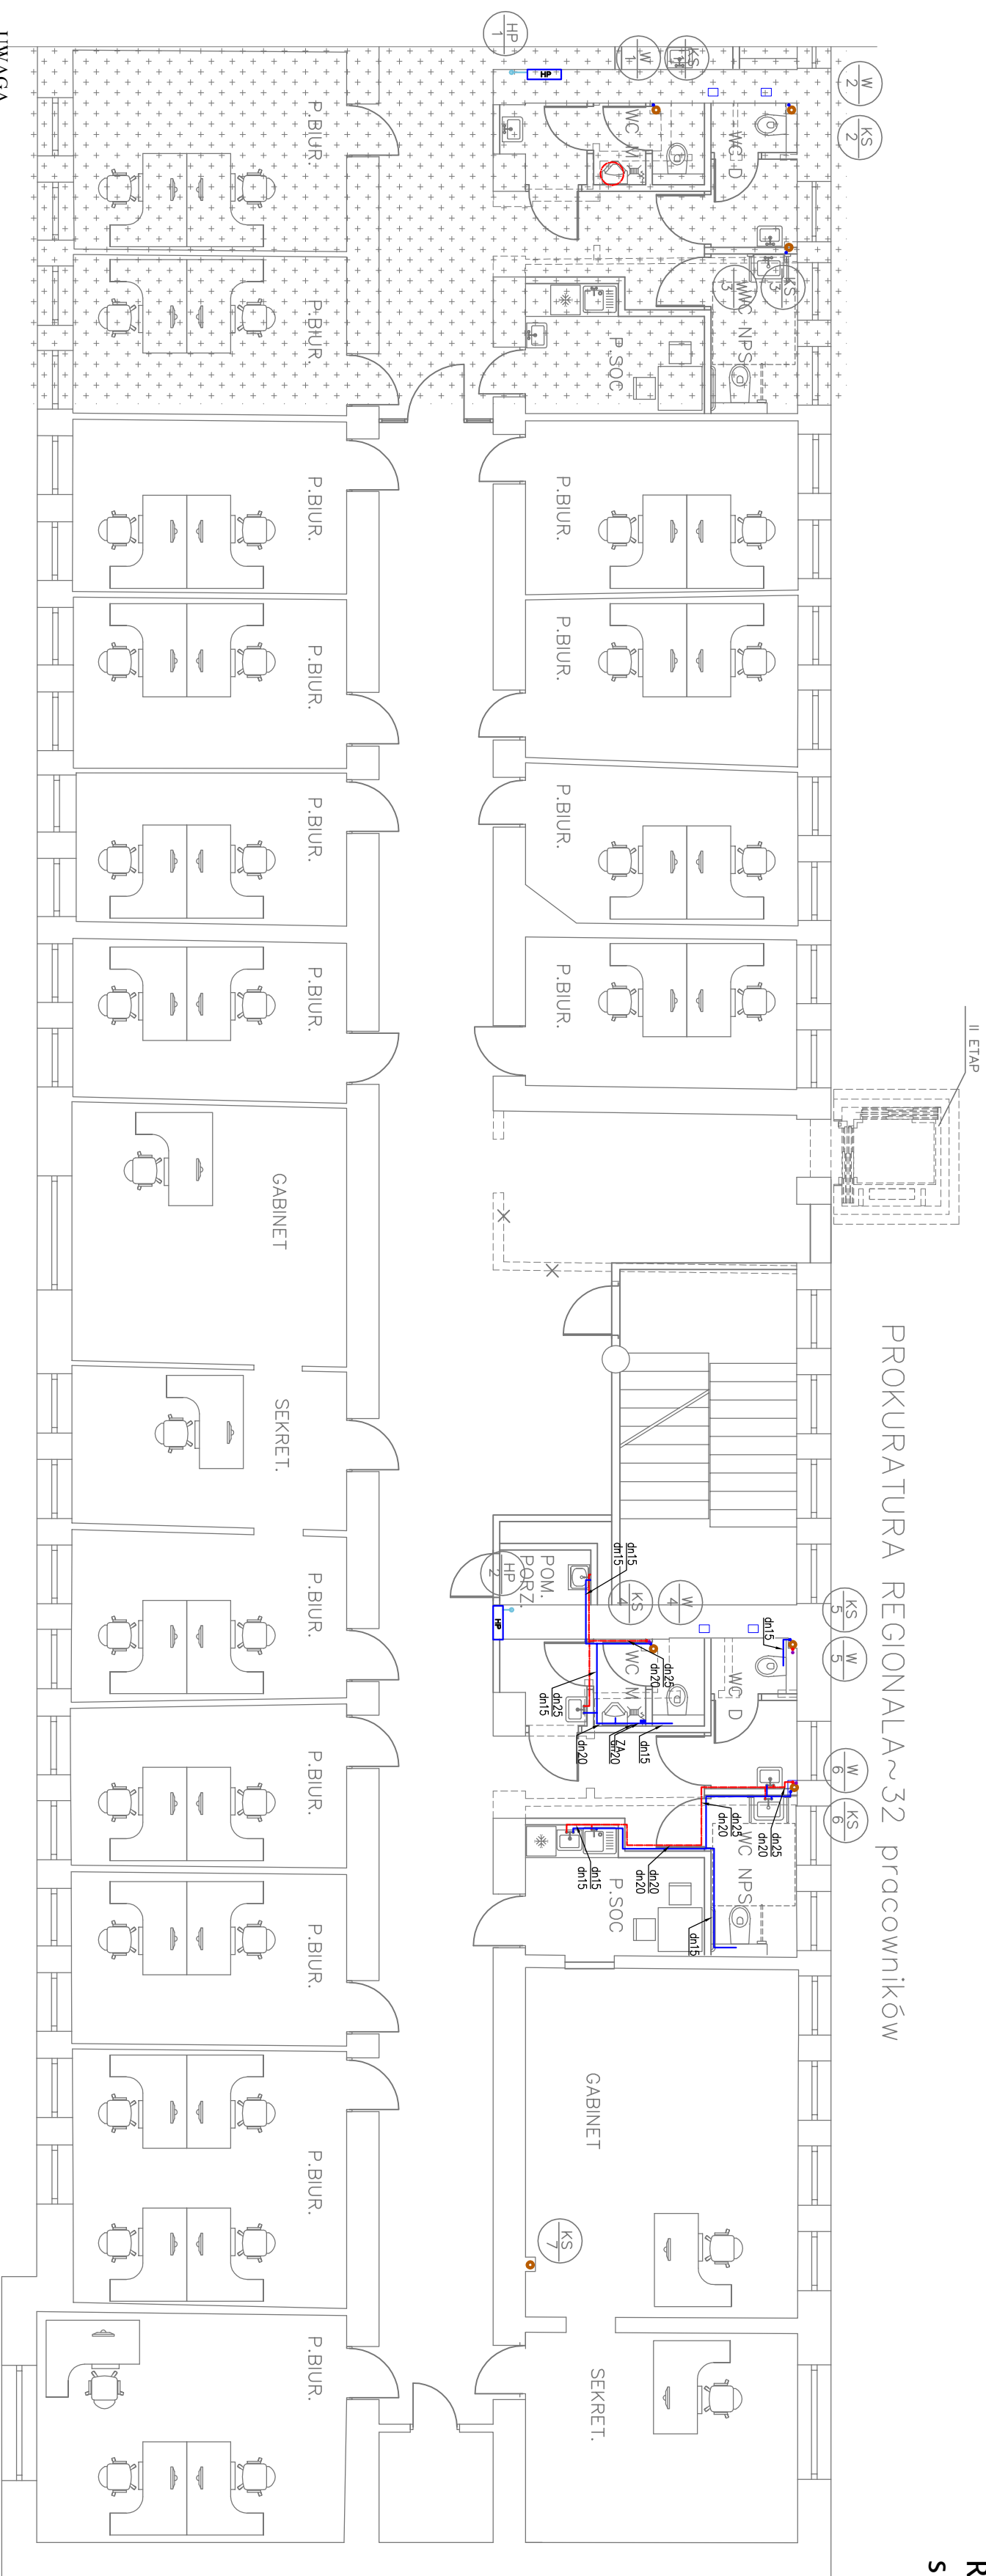 R
S
II ETAP
PROKURATURA REGIONALA~32 pracowników
W
2
KS
2
KS
5
W
5
W
6
KS
6
KS
W
1
HP
1
HP
WC D
WC M
KS
3
W
3
WC NPS
P.SOC
P.BIUR.
P.BIUR.
P.BIUR.
P.BIUR.
P.BIUR.
P.BIUR.
POM.
PORZ.
HP
2
HP
dn15
dn15
KS
4
W
4
dn15
WC D
WC M
dn25
dn20
dn25
dn15
dn15
ZA
dn20
dn20
dn25
dn20
dn25
dn20
WC NPS
dn20
dn20
dn15
dn15
dn15
P.SOC
GABINET
KS
7
SEKRET.
P.BIUR.
P.BIUR.
P.BIUR.
P.BIUR.
GABINET
SEKRET.
P.BIUR.
P.BIUR.
P.BIUR.
P.BIUR.
P.BIUR.
UWAGA